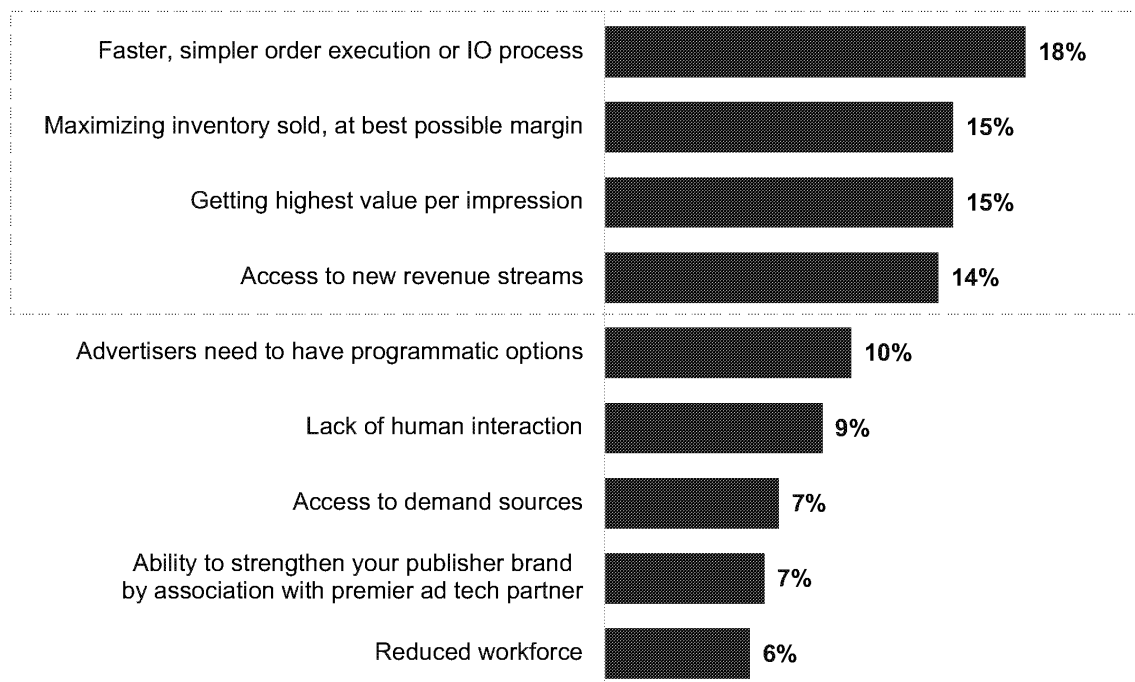 Faster, simpler order execution or IO process 18%
Maximizing inventory sold, at best possible margin 15%
Getting highest value per impression 15%
Access to new revenue streams 14%
Advertisers need to have programmatic options 10%
Lack of human interaction 9%
Access to demand sources 7%
Ability to strengthen your publisher brand
by association with premier ad tech partner 7%
Reduced workforce 6%